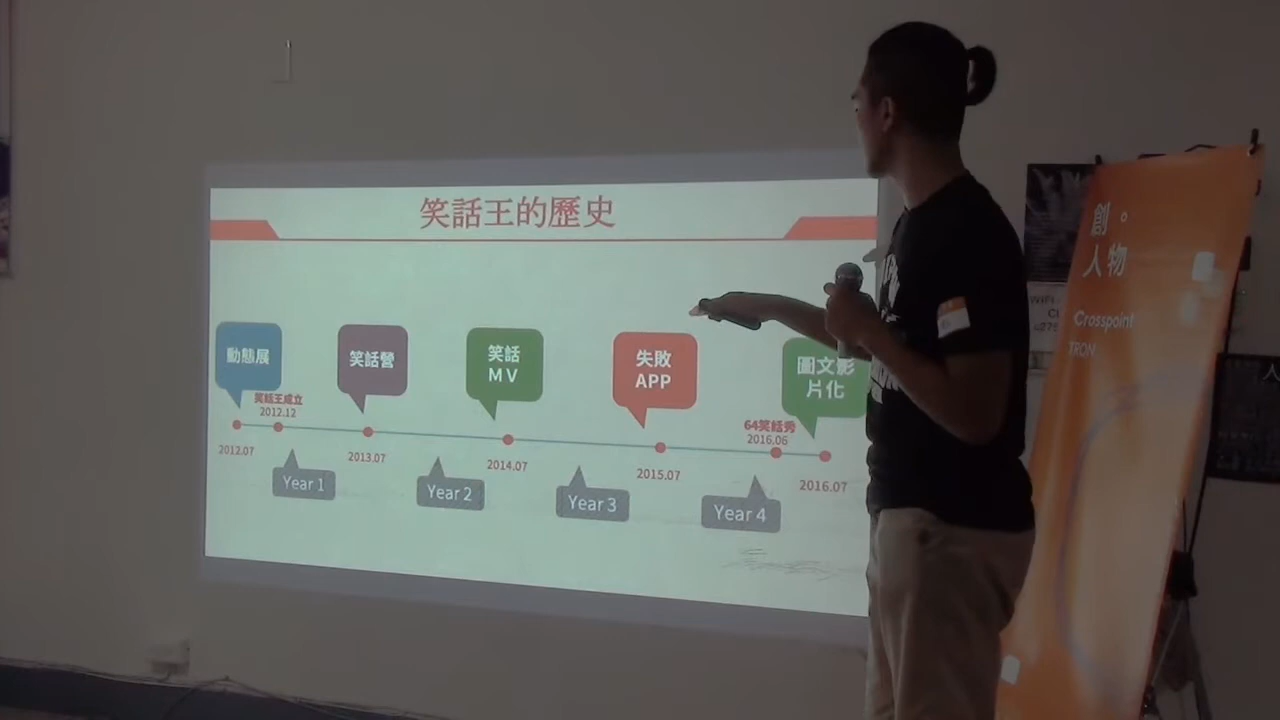 笑話王的歷史
動態展
笑話營
笑話
MV
失敗
APP
圖文影
片化
笑話王成立
2012.12
64笑話秀
2016.06
2012.07
2013.07
2014.07
2015.07
2016.07
Year 1
Year 2
Year 3
Year 4
創。
人物
Crosspoint
TRON